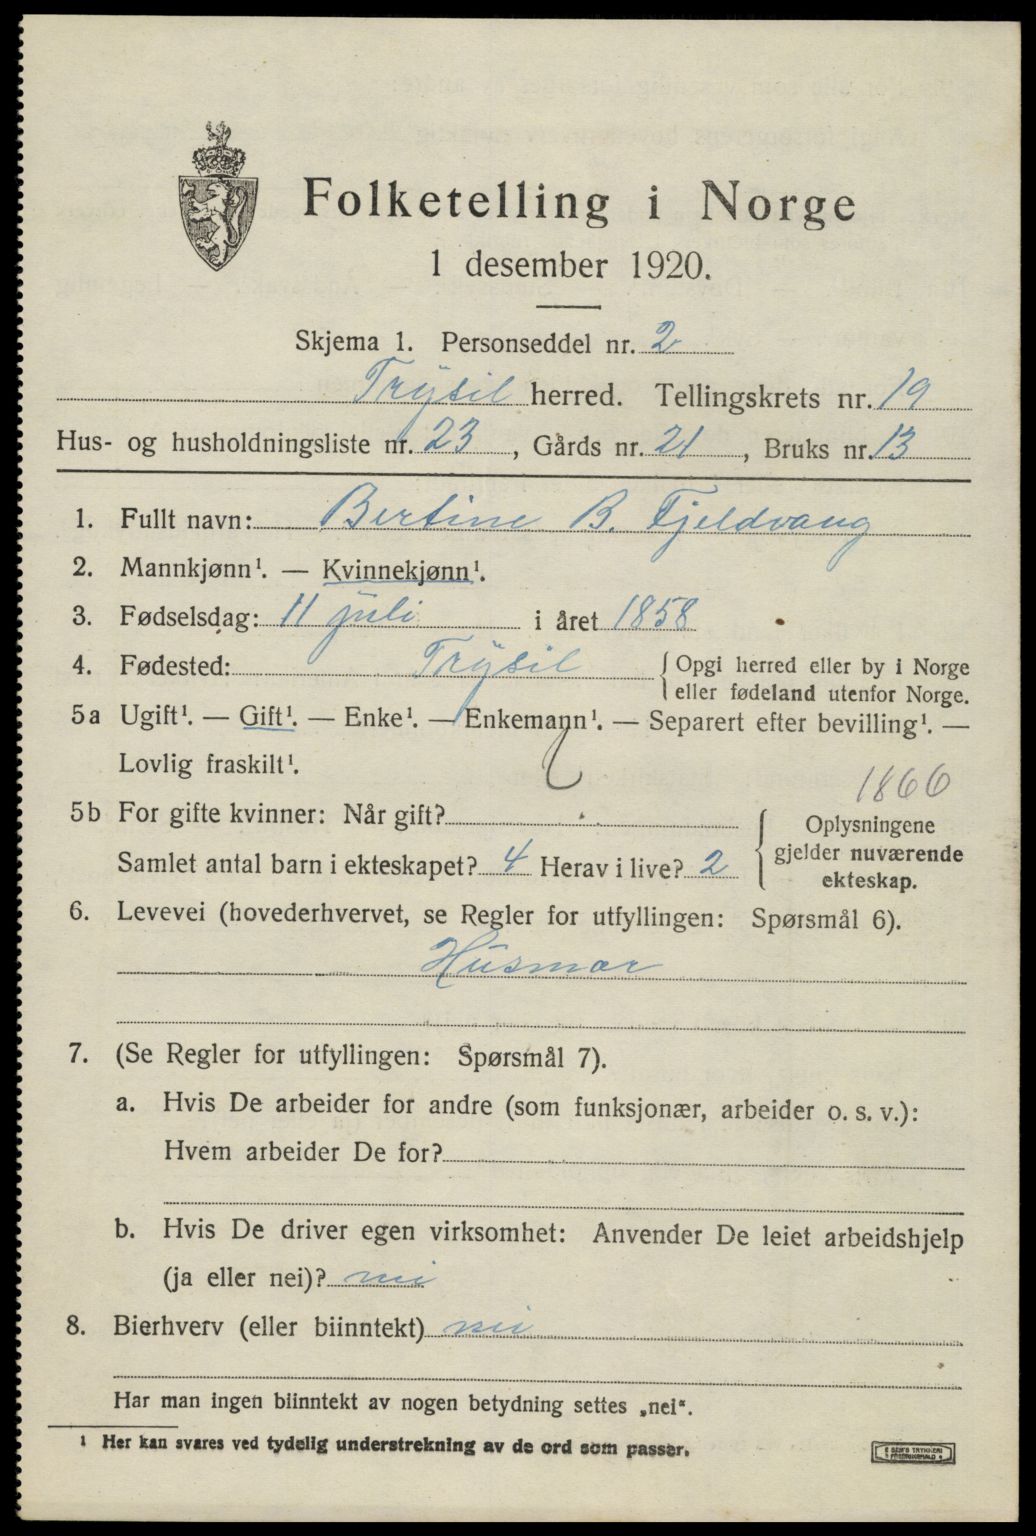 Folketelling i Norge
1 desember 1920.
Skjema 1. Personseddel nr. 2
Trysil herred. Tellingskrets nr. 19
Hus- og husholdningsliste nr. 23, Gårds nr. 21, Bruks nr. 13
1. Fullt navn: Bertine B. Fjeldvang
2. Mannkjønn¹. — Kvinnekjønn¹.
3. Fødselsdag: 11 juli i året 1858
4. Fødested: Trysil { Opgi herred eller by i Norge
eller fødeland utenfor Norge.
5a Ugift¹. — Gift¹. — Enke¹. — Enkemann¹. — Separert efter bevilling¹. —
Lovlig fraskilt¹.
1866
5b For gifte kvinner: Når gift?
Samlet antal barn i ekteskapet? 4 Herav i live? 2
{ Oplysningene
gjelder nuværende
ekteskap.
6. Levevei (hovederhvervet, se Regler for utfyllingen: Spørsmål 6).
Husmor
7. (Se Regler for utfyllingen: Spørsmål 7).
a. Hvis De arbeider for andre (som funksjonær, arbeider o. s. v.):
Hvem arbeider De for?
b. Hvis De driver egen virksomhet: Anvender De leiet arbeidshjelp
(ja eller nei)? nei
8. Bierhverv (eller biinntekt) nei
Har man ingen biinntekt av nogen betydning settes „nei“.
¹ Her kan svares ved tydelig understrekning av de ord som passer.